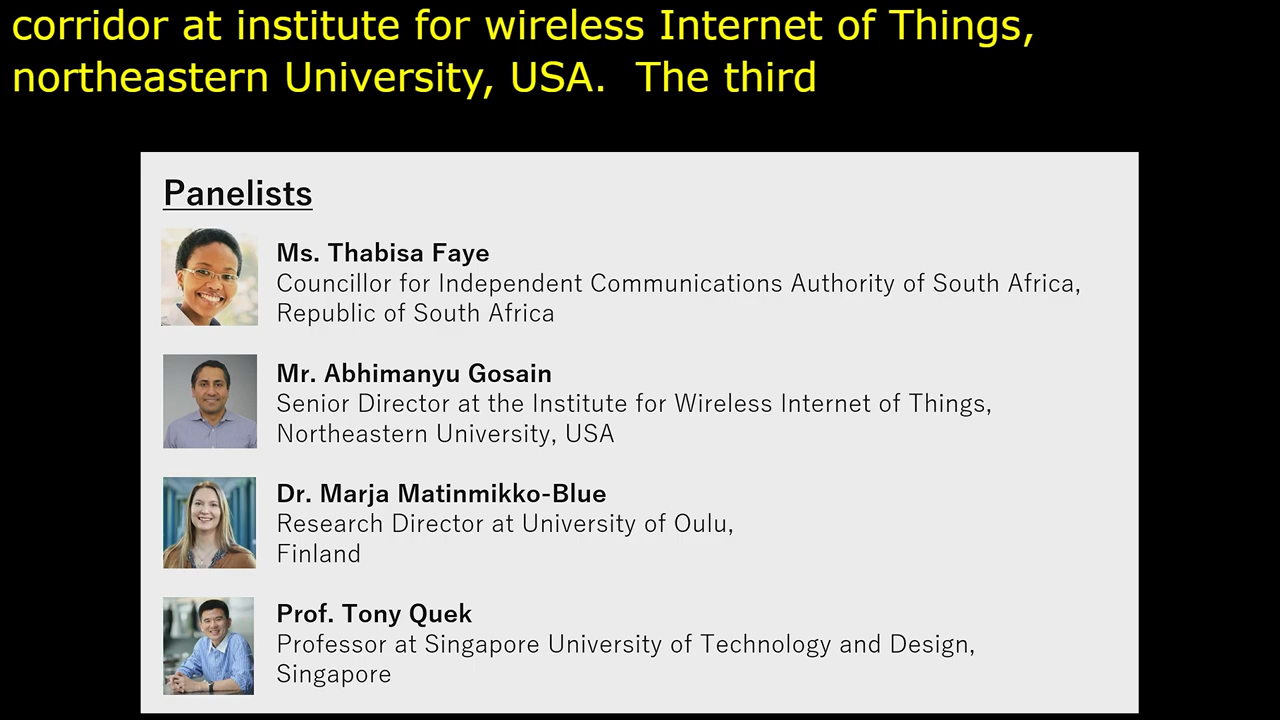 corridor at institute for wireless Internet of Things,
northeastern University, USA.  The third
Panelists
Ms. Thabisa Faye
Councillor for Independent Communications Authority of South Africa,
Republic of South Africa
Mr. Abhimanyu Gosain
Senior Director at the Institute for Wireless Internet of Things,
Northeastern University, USA
Dr. Marja Matinmikko-Blue
Research Director at University of Oulu,
Finland
Prof. Tony Quek
Professor at Singapore University of Technology and Design,
Singapore